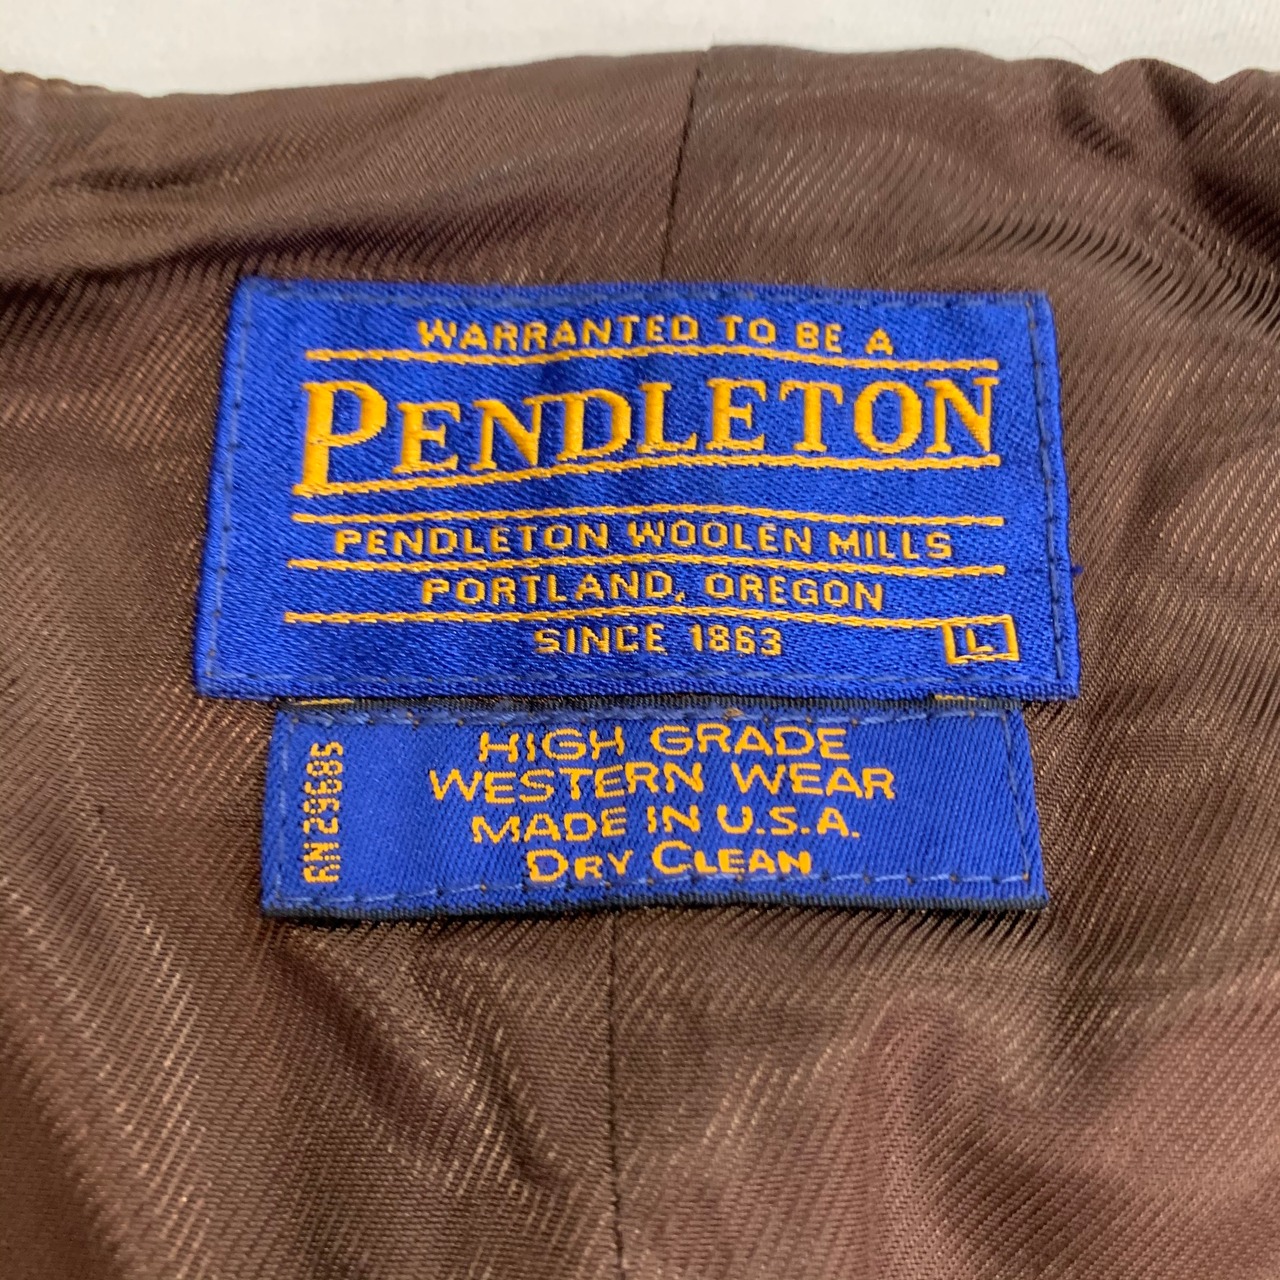 WARRANTED TO BE A
PENDLETON
PENDLETON WOOLEN MILLS
PORTLAND, OREGON
SINCE 1863
L
RN29685
HIGH GRADE
WESTERN WEAR
MADE IN U.S.A.
DRY CLEAN